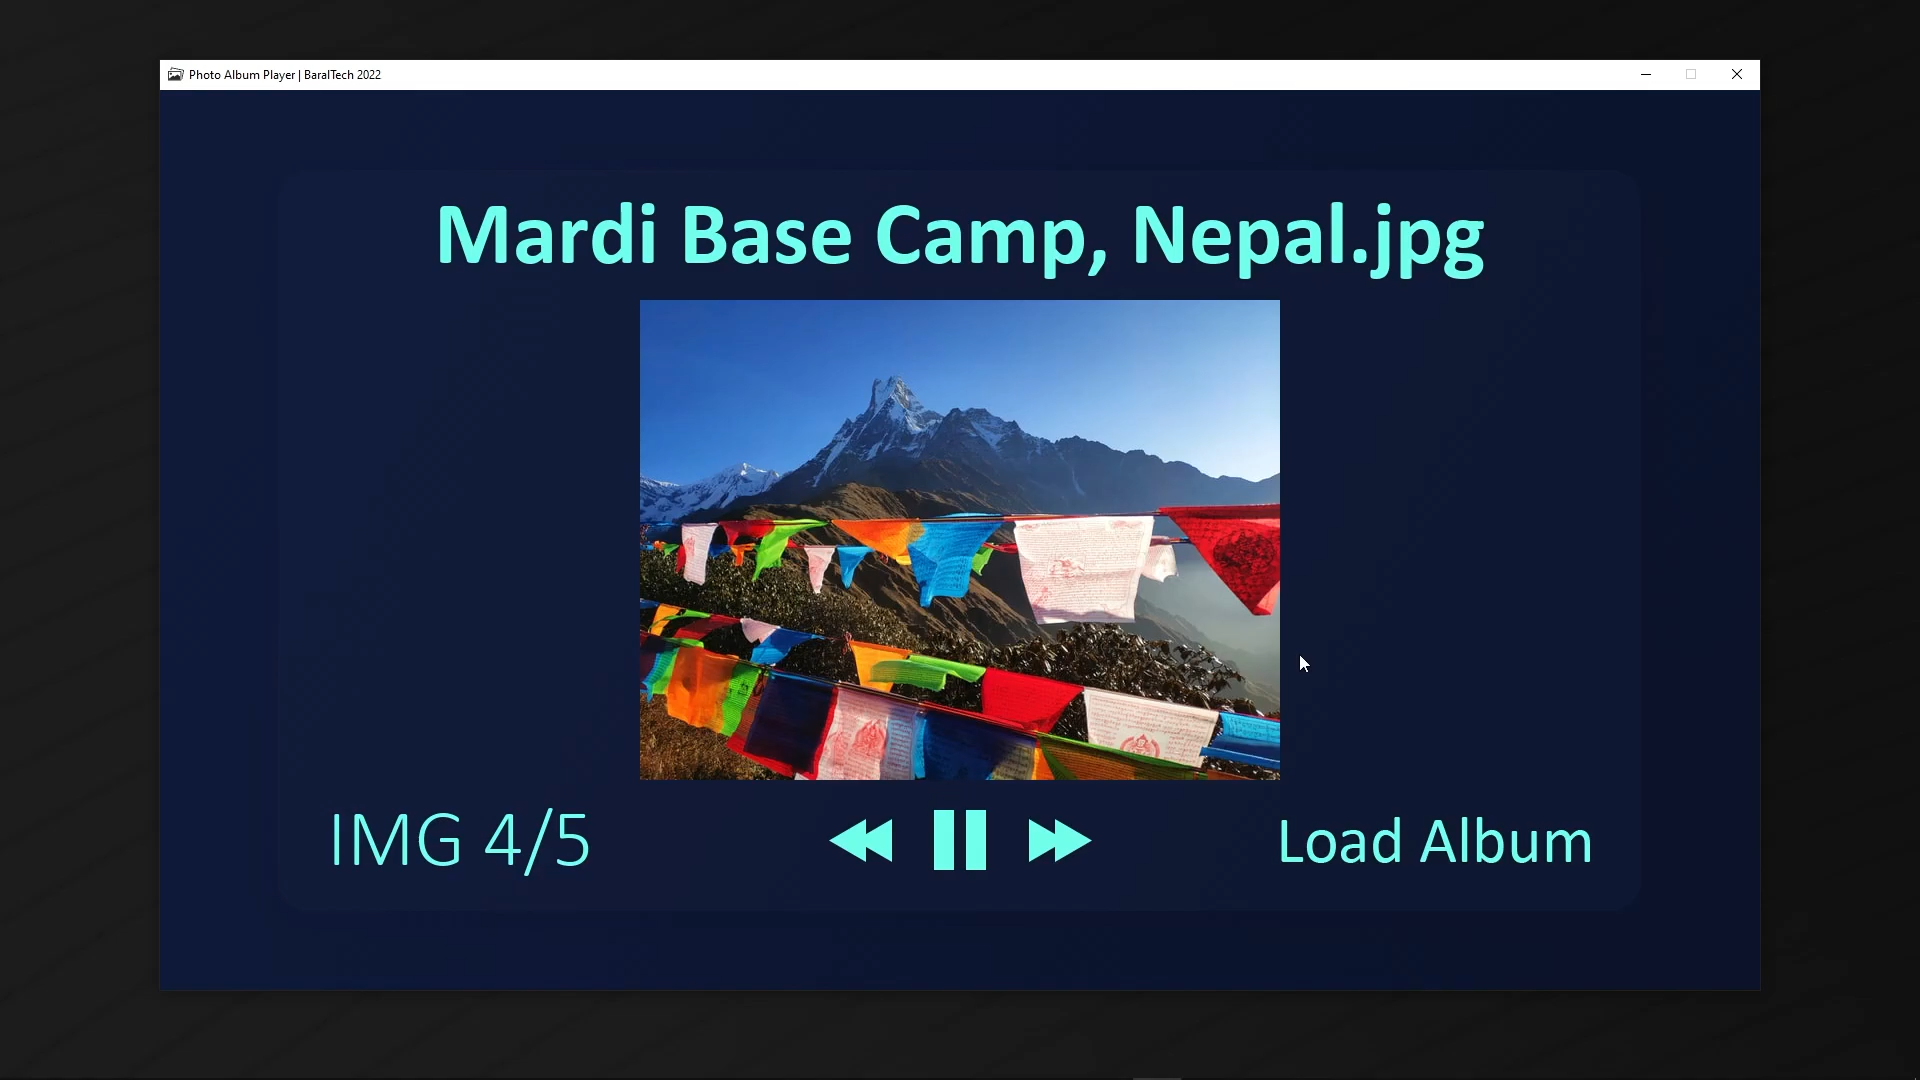 Photo Album Player | BaralTech 2022
Mardi Base Camp, Nepal.jpg
IMG 4/5
Load Album